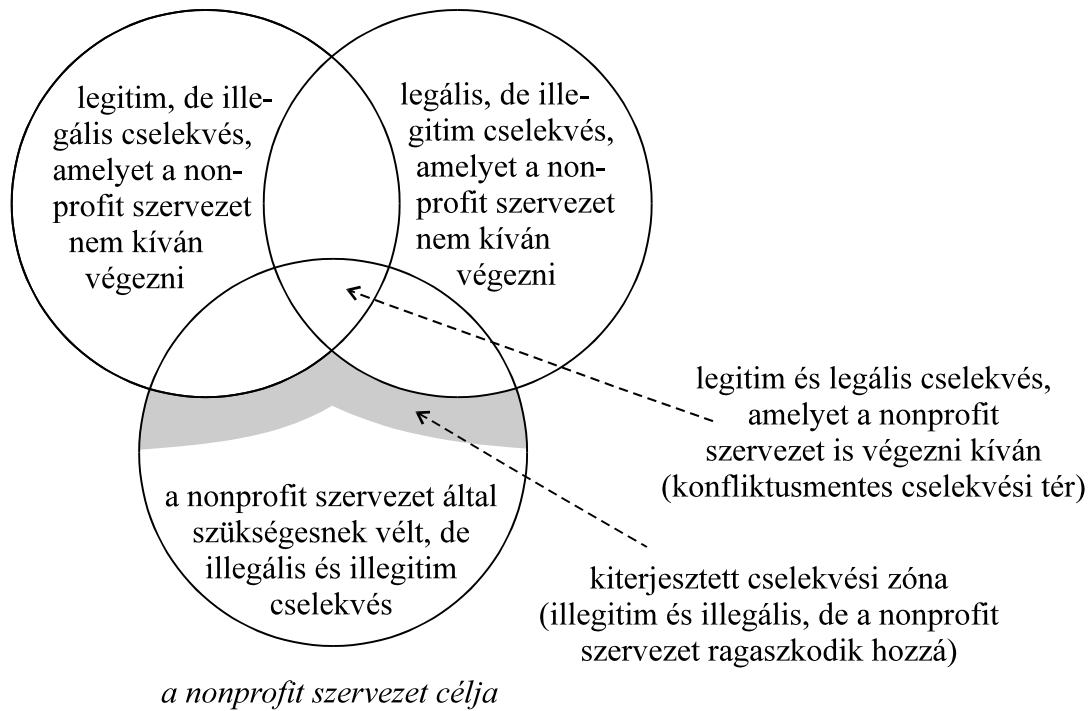 legitim, de ille-
gális cselekvés,
amelyet a non-
profit szervezet
nem kíván
végezni
legális, de ille-
gitim cselekvés,
amelyet a non-
profit szervezet
nem kíván
végezni
legitim és legális cselekvés,
amelyet a nonprofit
szervezet is végezni kíván
(konfliktusmentes cselekvési tér)
a nonprofit szervezet által
szükségesnek vélt, de
illegális és illegitim
cselekvés
kiterjesztett cselekvési zóna
(illegitim és illegális, de a nonprofit
szervezet ragaszkodik hozzá)
a nonprofit szervezet célja